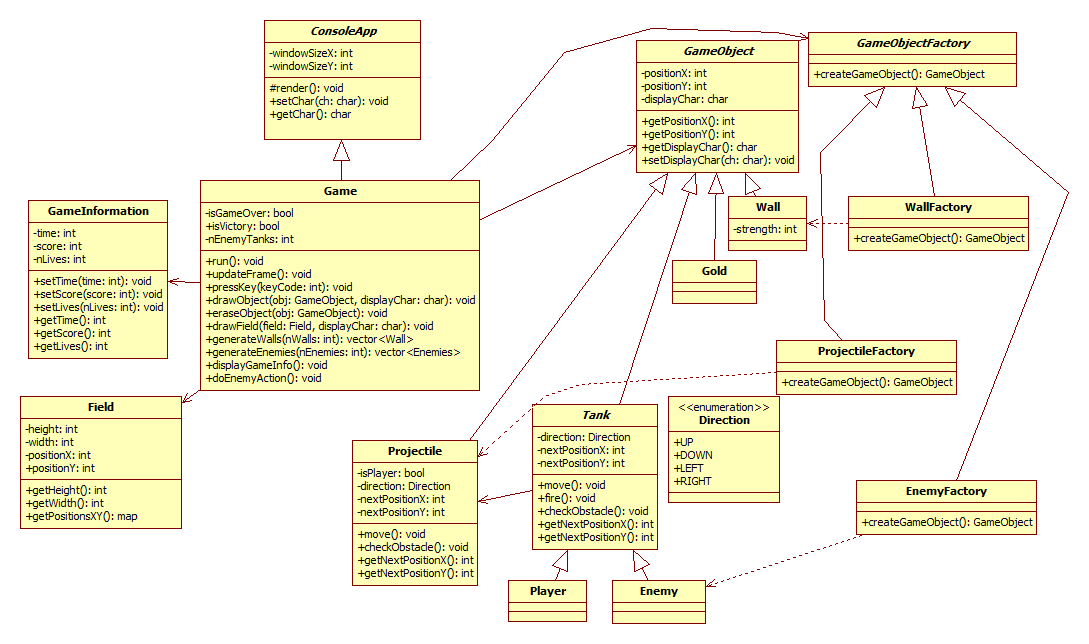 ConsoleApp
-windowSizeX: int
-windowSizeY: int
#render(): void
+setChar(ch: char): void
+getChar(): char
GameObject
-positionX: int
-positionY: int
-displayChar: char
+getPositionX(): int
+getPositionY(): int
+getDisplayChar(): char
+setDisplayChar(ch: char): void
GameObjectFactory
+createGameObject(): GameObject
GameInformation
-time: int
-score: int
-nLives: int
+setTime(time: int): void
+setScore(score: int): void
+setLives(nLives: int): void
+getTime(): int
+getScore(): int
+getLives(): int
Game
-isGameOver: bool
+isVictory: bool
-nEnemyTanks: int
+run(): void
+updateFrame(): void
+pressKey(keyCode: int): void
+drawObject(obj: GameObject, displayChar: char): void
+eraseObject(obj: GameObject): void
+drawField(field: Field, displayChar: char): void
+generateWalls(nWalls: int): vector<Wall>
+generateEnemies(nEnemies: int): vector<Enemies>
+displayGameInfo(): void
+doEnemyAction(): void
Wall
-strength: int
WallFactory
+createGameObject(): GameObject
Gold
ProjectileFactory
+createGameObject(): GameObject
Field
-height: int
-width: int
-positionX: int
+positionY: int
+getHeight(): int
+getWidth(): int
+getPositionsXY(): map
Projectile
-isPlayer: bool
-direction: Direction
-nextPositionX: int
-nextPositionY: int
+move(): void
+checkObstacle(): void
+getNextPositionX(): int
+getNextPositionY(): int
Tank
-direction: Direction
-nextPositionX: int
-nextPositionY: int
+move(): void
+fire(): void
+checkObstacle(): void
+getNextPositionX(): int
+getNextPositionY(): int
<<enumeration>>
Direction
+UP
+DOWN
+LEFT
+RIGHT
EnemyFactory
+createGameObject(): GameObject
Player
Enemy